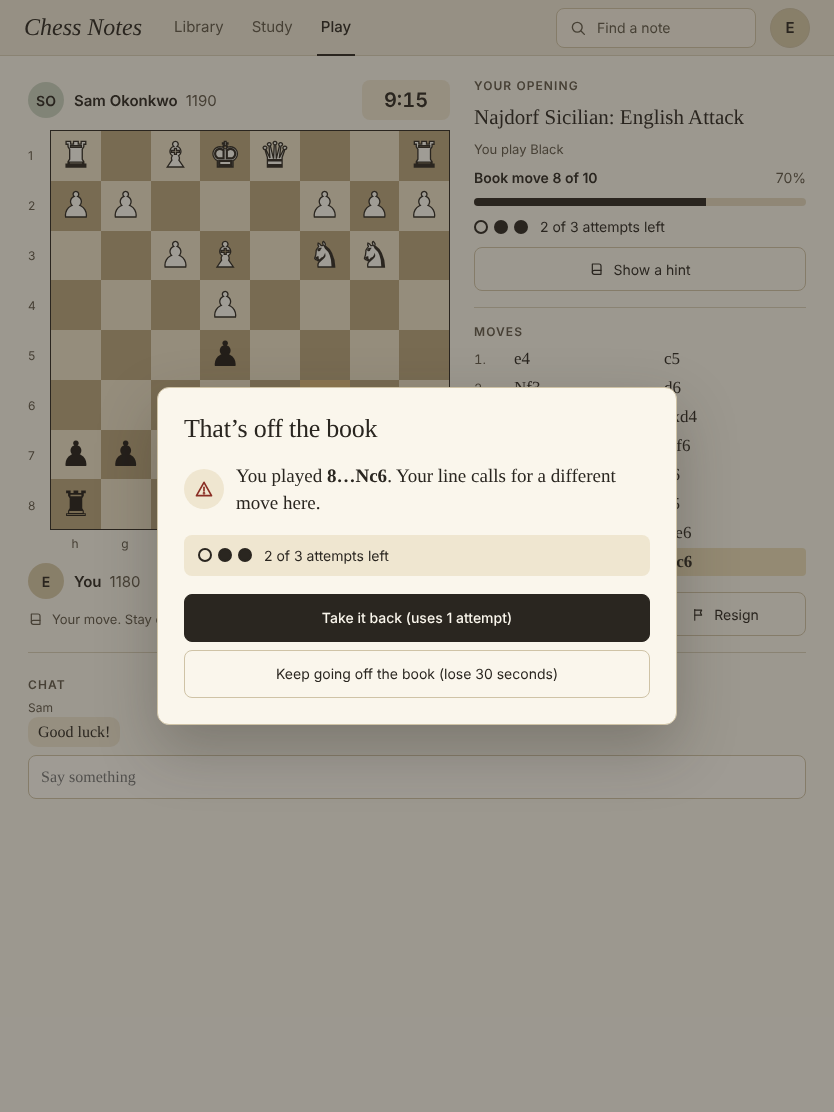 Chess Notes
Library
Study
Play
Find a note
E
SO
Sam Okonkwo 1190
9:15
1
2
3
4
5
6
7
8
h
g
E
You 1180
Your move. Stay
YOUR OPENING
Najdorf Sicilian: English Attack
You play Black
Book move 8 of 10
70%
2 of 3 attempts left
Show a hint
MOVES
1. e4 c5
Nf3 d6
Resign
That’s off the book
You played 8…Nc6. Your line calls for a different
move here.
2 of 3 attempts left
Take it back (uses 1 attempt)
Keep going off the book (lose 30 seconds)
CHAT
Sam
Good luck!
Say something